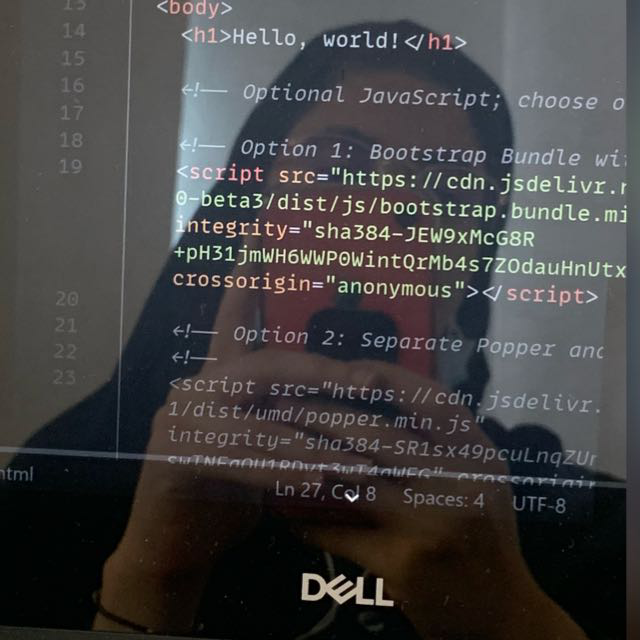 13 <body>
14 <h1>Hello, world!</h1>
15
16 <!-- Optional JavaScript; choose o
17
18 <!-- Option 1: Bootstrap Bundle wi
19 <script src="https://cdn.jsdelivr.n
0-beta3/dist/js/bootstrap.bundle.mi
integrity="sha384-JEW9xMcG8R
+pH31jmWH6WWP0WintQrMb4s7ZOdauHnUtx
crossorigin="anonymous"></script>
20
21 <!-- Option 2: Separate Popper and
22 <!--
23 <script src="https://cdn.jsdelivr.
1/dist/umd/popper.min.js"
integrity="sha384-SR1sx49pcuLnqZUn
crossorigin
html Ln 27, Col 8 Spaces: 4 UTF-8
DELL